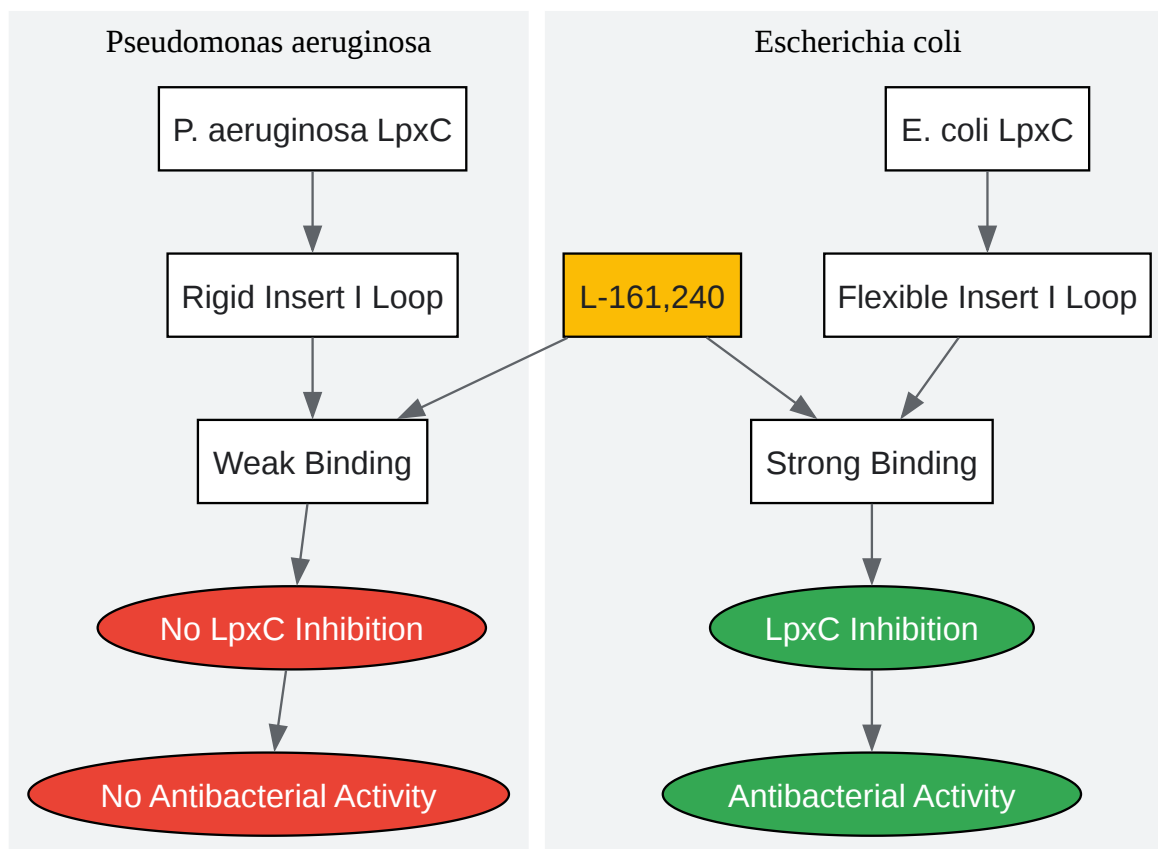 Pseudomonas aeruginosa
Escherichia coli
P. aeruginosa LpxC
E. coli LpxC
Rigid Insert I Loop
L-161,240
Flexible Insert I Loop
Weak Binding
Strong Binding
No LpxC Inhibition
LpxC Inhibition
No Antibacterial Activity
Antibacterial Activity